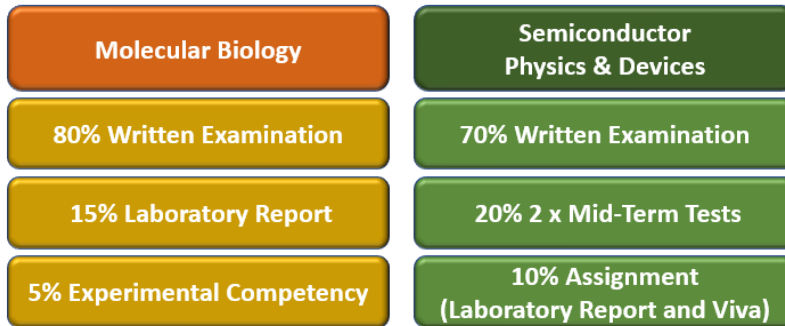 Molecular Biology
80% Written Examination
15% Laboratory Report
5% Experimental Competency
Semiconductor
Physics & Devices
70% Written Examination
20% 2 x Mid-Term Tests
10% Assignment
(Laboratory Report and Viva)